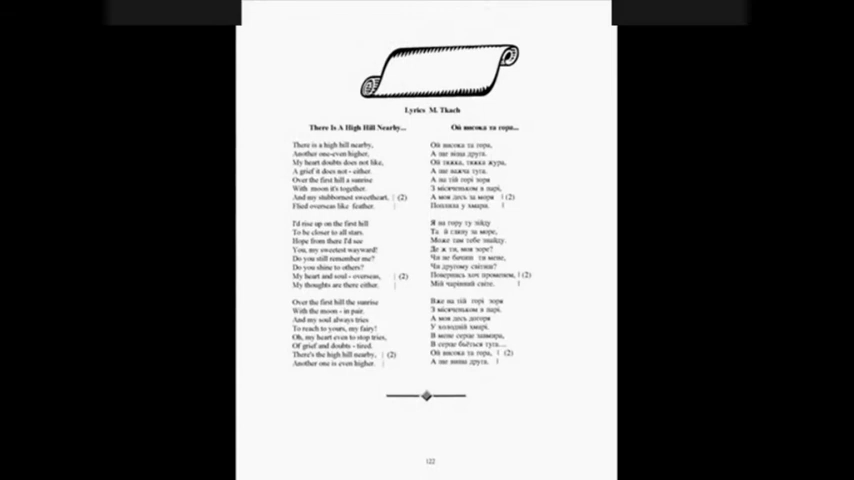 Lyrics M. Tkach
There Is A High Hill Nearby...
There is a high hill nearby,
Another one-even higher.
My heart doubts does not like,
A grief it does not - either.
Over the first hill a sunrise
With moon it's together.
And my stubbornest sweetheart, (2)
Flied overseas like feather.
I'd rise up on the first hill
To be closer to all stars.
Hope from there I'd see
You, my sweetest wayward!
Do you still remember me?
Do you shine to others?
My heart and soul - overseas, (2)
My thoughts are there either.
Over the first hill the sunrise
With the moon - in pair.
And my soul always tries
To reach to yours, my fairy!
Oh, my heart even to stop tries,
Of grief and doubts - tired.
There's the high hill nearby, (2)
Another one is even higher.
Ой висока та гора...
Ой висока та гора,
А ще вища друга.
Ой тяжка, тяжка жура,
А ще важча туга.
А на тій горі зоря
З місяченьком в парі,
А моя десь за моря (2)
Поплила у хмари.
Я на гору ту зійду
Та й гляну за море,
Може там тебе знайду.
Де ж ти, моя зоре?
Чи не бачиш ти мене,
Чи другому світиш?
Повернись хоч променем, (2)
Мій чарівний світе.
Вже на тій горі зоря
З місяченьком в парі.
А моя десь догоря
У холодній хмарі.
В мене серце завмира,
В серце бьється туга....
Ой висока та гора, (2)
А ще вища друга.
122